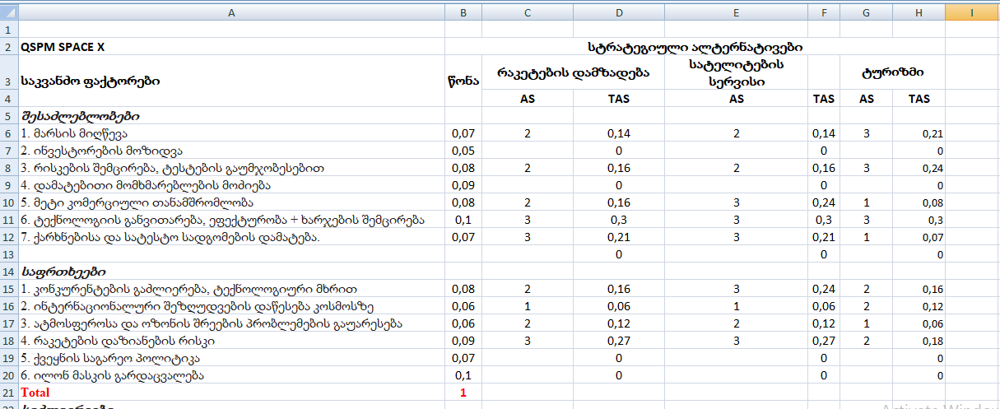 A B C D E F G H I
1
2 QSPM SPACE X სტრატეგიული ალტერნატივები
3 საკვანძო ფაქტორები წონა რაკეტების დამზადება სატელიტების სერვისი ტურიზმი
4 AS TAS AS TAS AS TAS
5 შესაძლებლობები
6 1. მარსის მიღწევა 0,07 2 0,14 2 0,14 3 0,21
7 2. ინვესტორების მოზიდვა 0,05 0 0 0
8 3. რისკების შემცირება, ტესტების გაუმჯობესებით 0,08 2 0,16 2 0,16 3 0,24
9 4. დამატებითი მომხმარებლების მოძიება 0,09 0 0 0
10 5. მეტი კომერციული თანამშრომლობა 0,08 2 0,16 3 0,24 1 0,08
11 6. ტექნოლოგიის განვითარება, ეფექტურობა + ხარჯების შემცირება 0,1 3 0,3 3 0,3 3 0,3
12 7. ქარხნებისა და სატესტო სადგომების დამატება. 0,07 3 0,21 3 0,21 1 0,07
13 0 0 0
14 საფრთხეები
15 1. კონკურენტების გაძლიერება, ტექნოლოგიური მხრით 0,08 2 0,16 3 0,24 2 0,16
16 2. ინტერნაციონალური შეზღუდვების დაწესება კოსმოსზე 0,06 1 0,06 1 0,06 2 0,12
17 3. ატმოსფეროსა და ოზონის შრეების პრობლემების გაუარესება 0,06 2 0,12 2 0,12 1 0,06
18 4. რაკეტების დაზიანების რისკი 0,09 3 0,27 3 0,27 2 0,18
19 5. ქვეყნის საგარეო პოლიტიკა 0,07 0 0 0
20 6. ილონ მასკის გარდაცვალება 0,1 0 0 0
21 Total 1